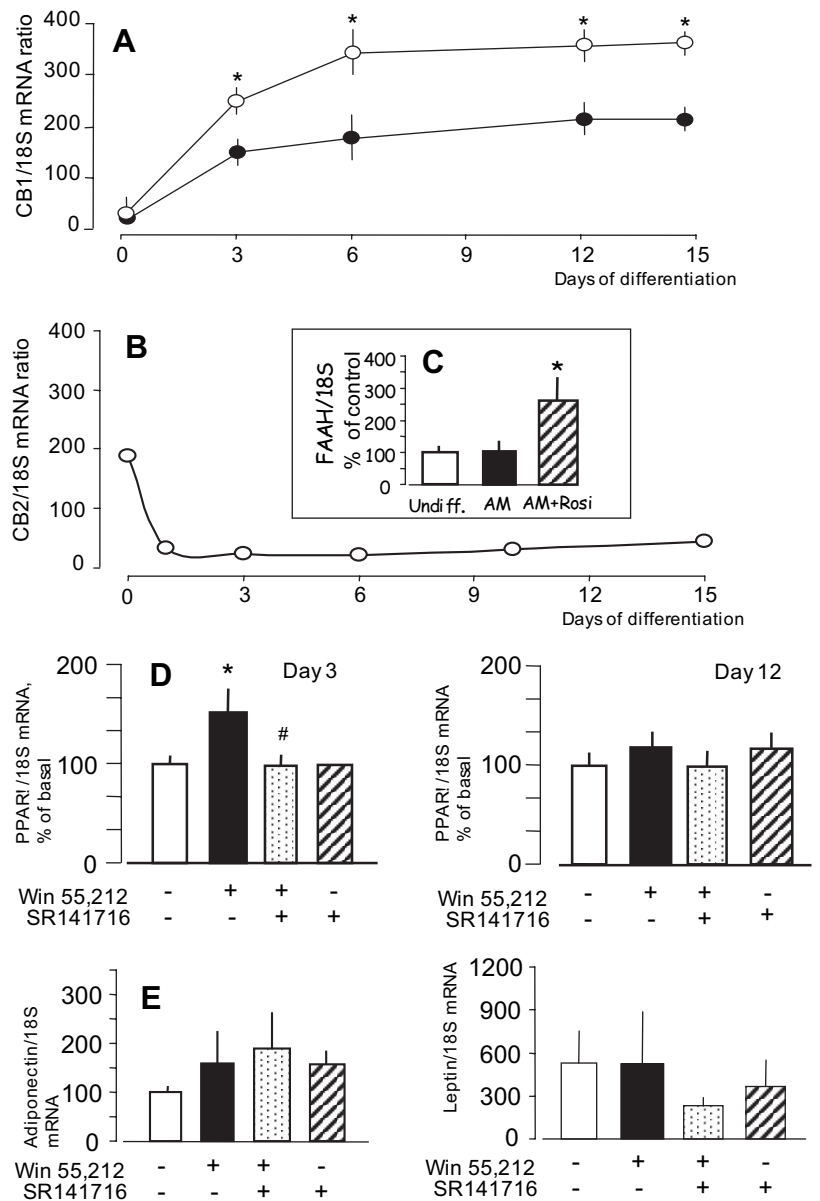 A
CB1/18S mRNA ratio
400
300
200
100
0
*
*
*
*
0 3 6 9 12 15
Days of differentiation
B
CB2/18S mRNA ratio
400
300
200
100
0
0 3 6 9 12 15
Days of differentiation
C
FAAH/18S
% of control
400
300
200
100
0
*
Undiff. AM AM+Rosi
D
Day 3
PPAR!/18S mRNA,
% of basal
200
100
0
*
#
Win 55,212 - + + -
SR141716 - - + +
Day 12
PPAR!/18S mRNA
% of basal
200
100
0
Win 55,212 - + + -
SR141716 - - + +
E
Adiponectin/18S
mRNA
300
200
100
0
Win 55,212 - + + -
SR141716 - - + +
Leptin/18S mRNA
1200
900
600
300
0
Win 55,212 - + + -
SR141716 - - + +